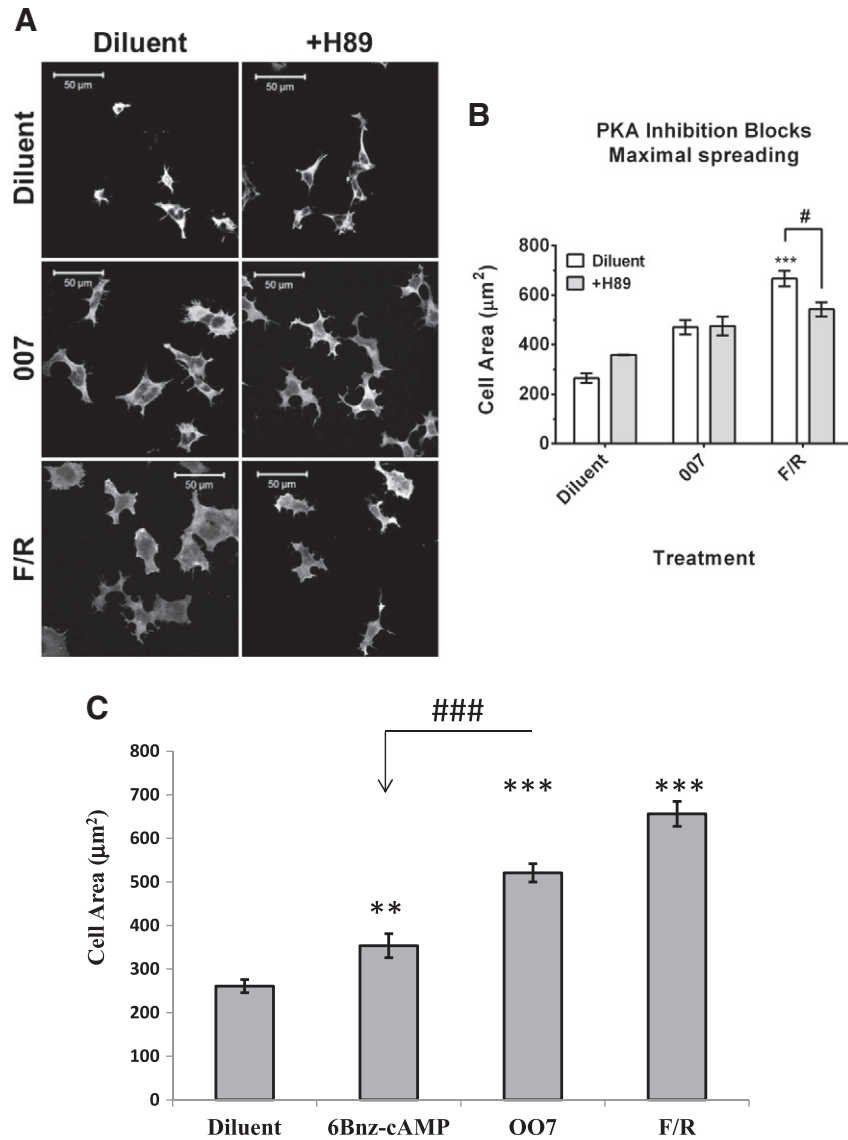 A
Diluent +H89
Diluent
50 µm
50 µm
007
50 µm
50 µm
F/R
50 µm
50 µm
B
PKA Inhibition Blocks
Maximal spreading
#
***
Diluent
+H89
Cell Area (µm²)
800
600
400
200
0
Diluent 007 F/R
Treatment
C
###
** *** ***
Cell Area (µm²)
800
700
600
500
400
300
200
100
0
Diluent 6Bnz-cAMP OO7 F/R